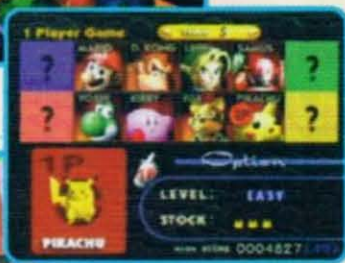 1 Player Game
MARIO D.KONG LINK SAMUS
? ?
YOSHI KIRBY FOX PIKACHU
? ?
1P
Option
LEVEL: EASY
STOCK:
PIKACHU
0004827